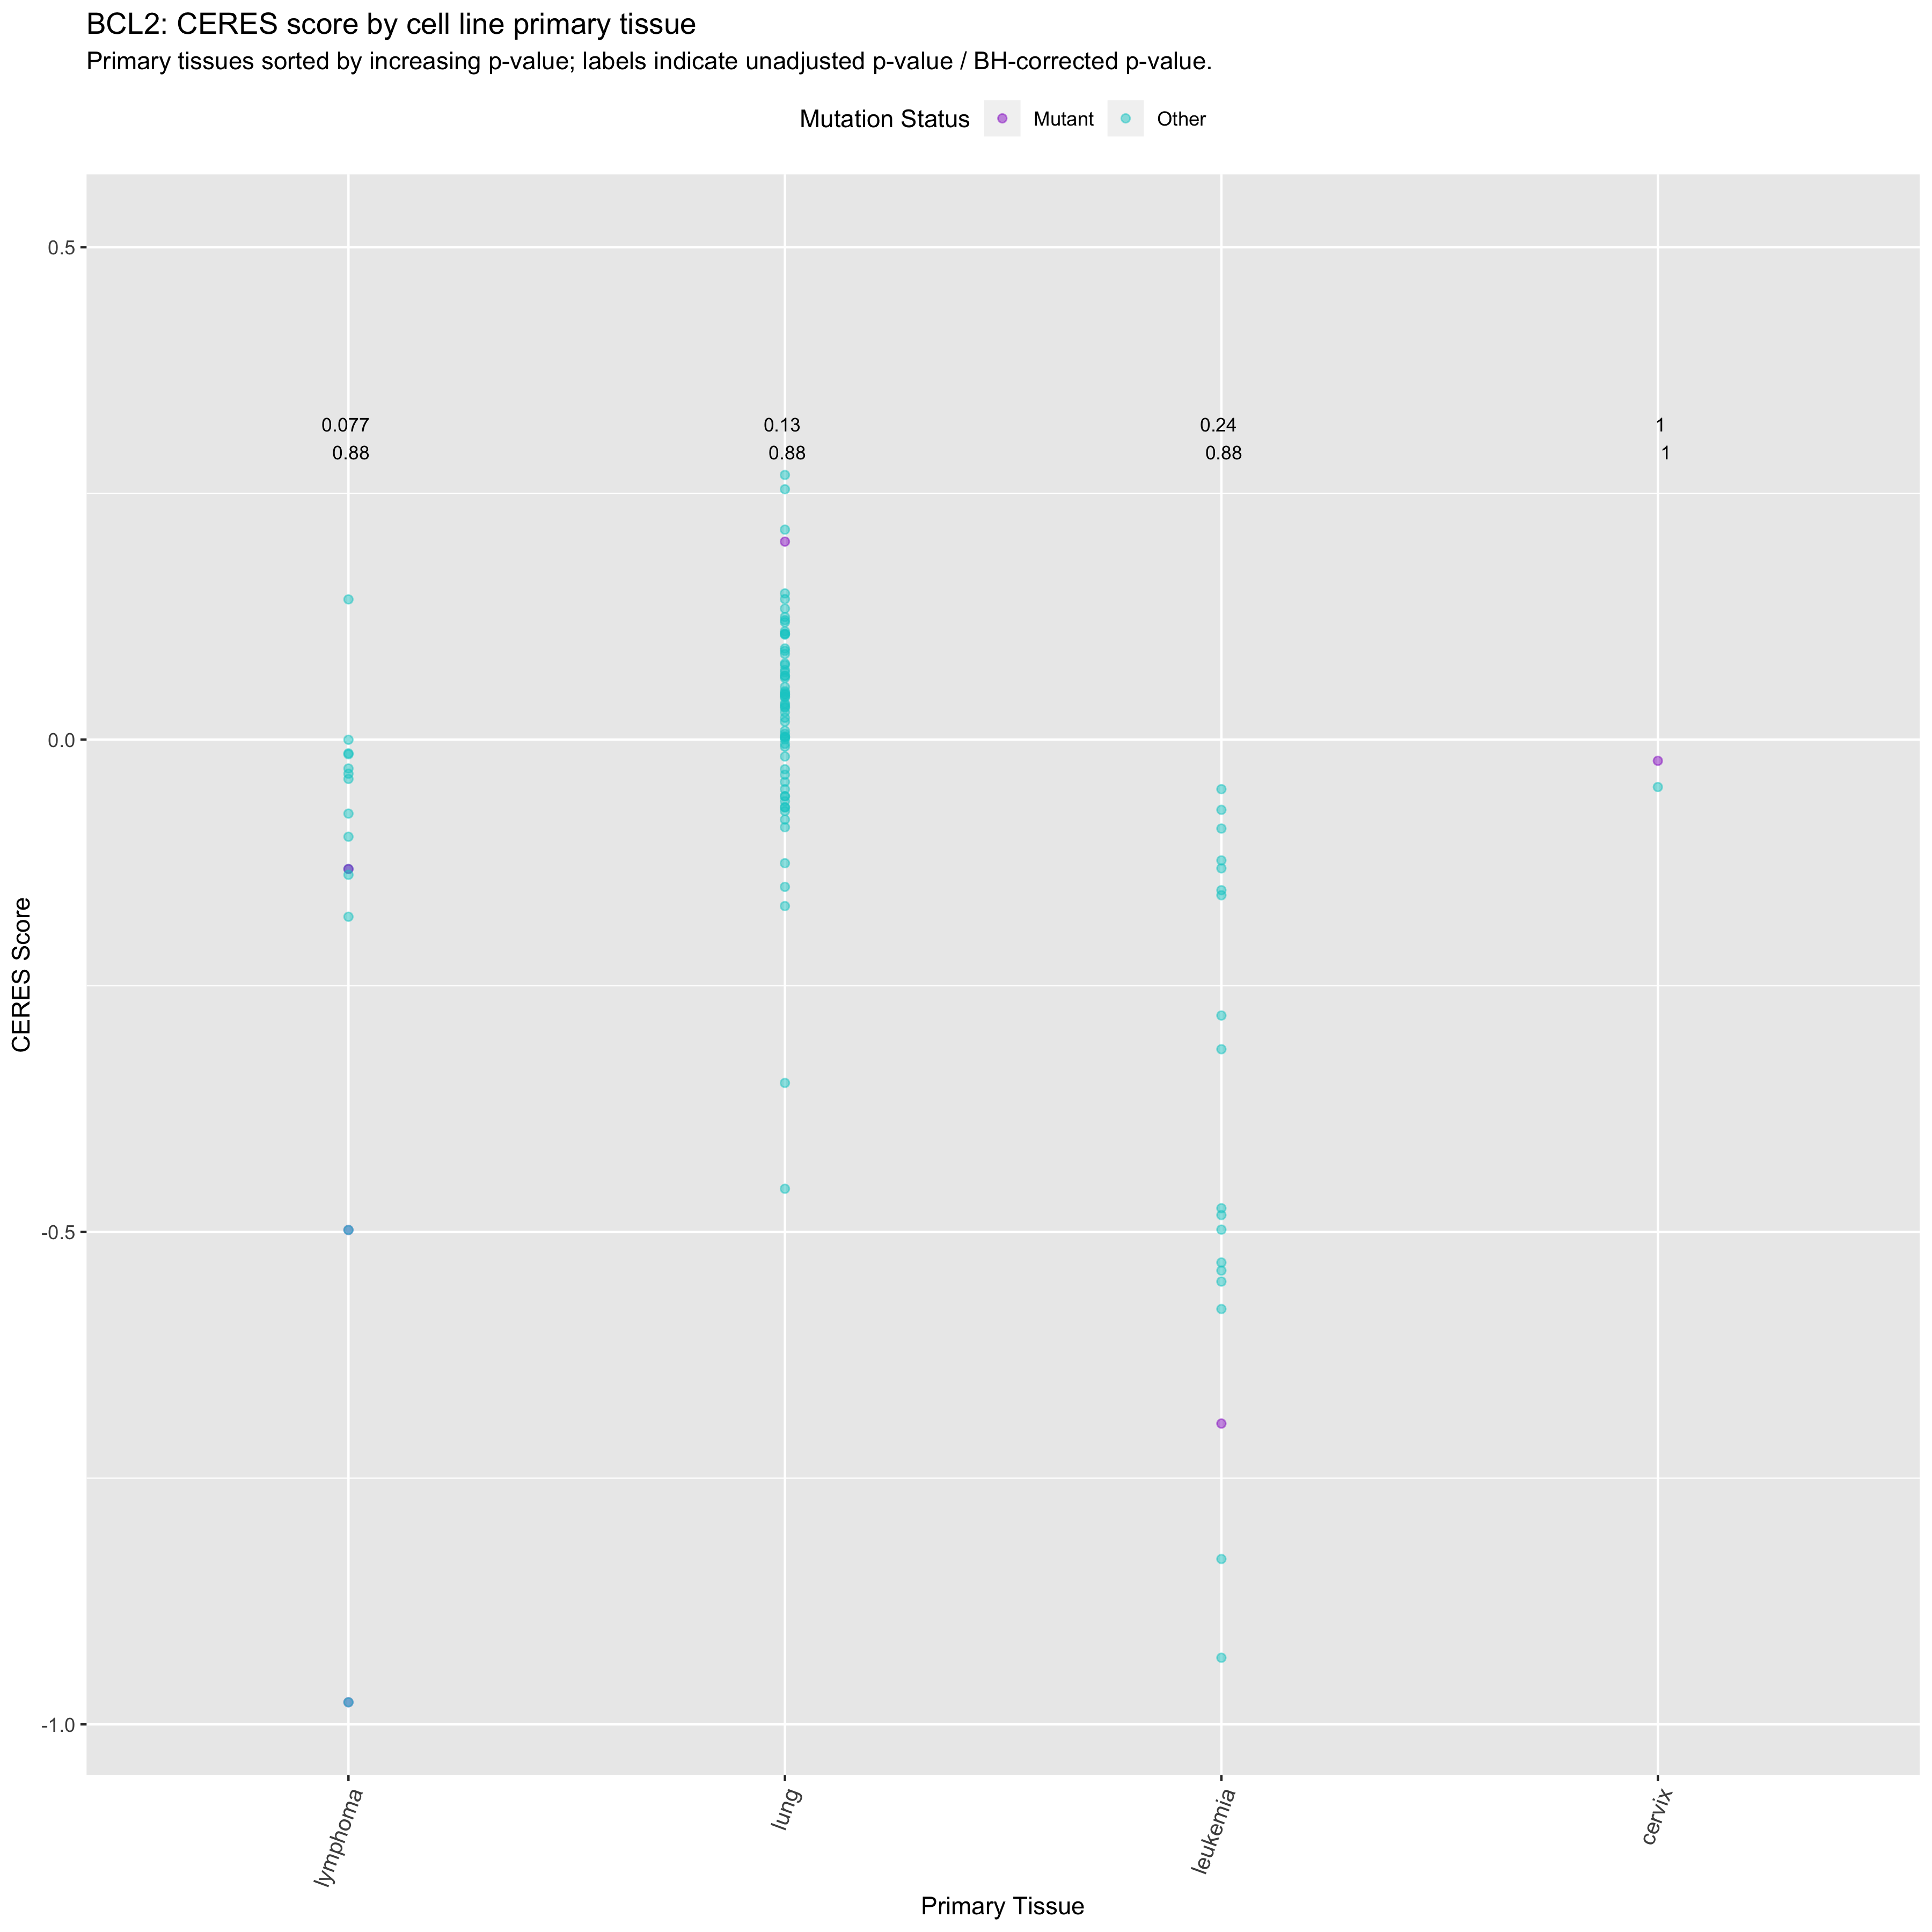 BCL2: CERES score by cell line primary tissue
Primary tissues sorted by increasing p-value; labels indicate unadjusted p-value / BH-corrected p-value.
Mutation Status Mutant Other
0.5
0.077 0.13 0.24 1
0.88 0.88 0.88 1
0.0
CERES Score
-0.5
-1.0
lymphoma lung leukemia cervix
Primary Tissue